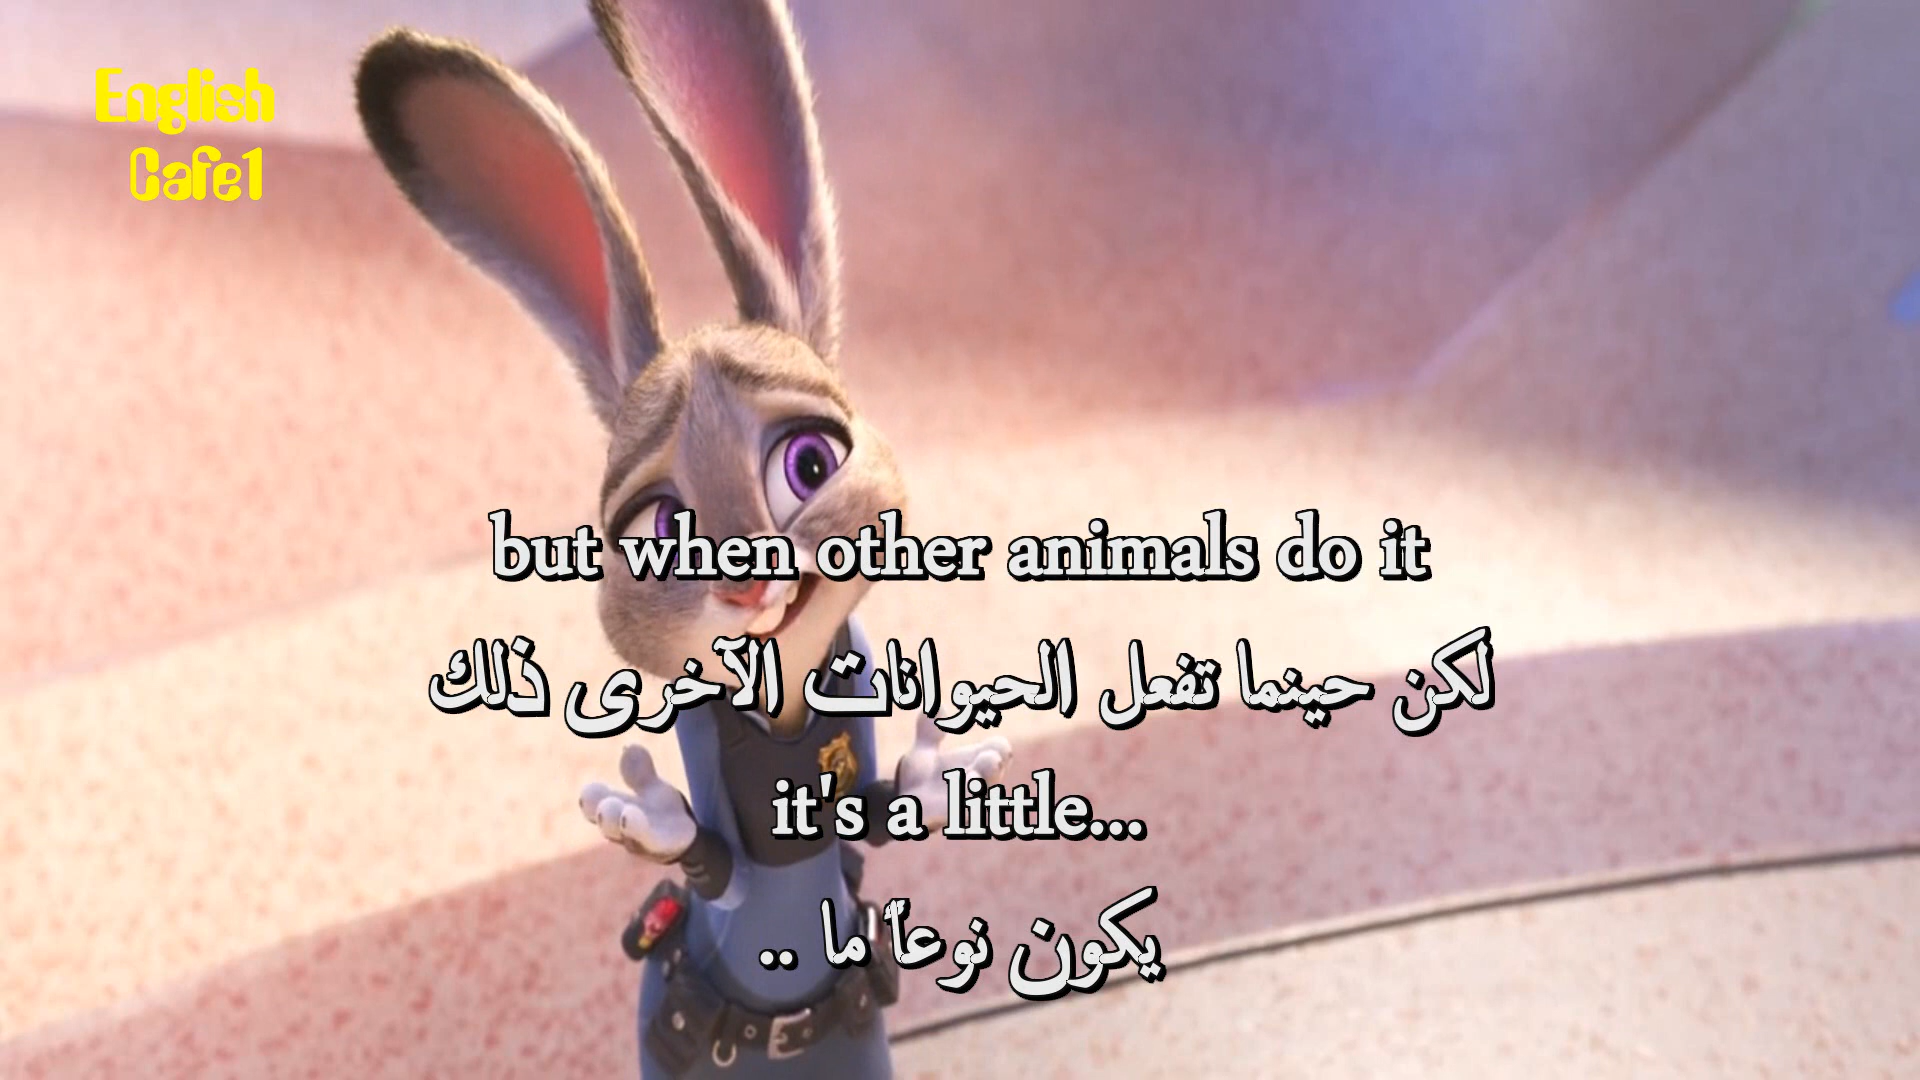 English
Cafe1
but when other animals do it
لكن حينما تفعل الحيوانات الآخرى ذلك
it's a little...
يكون نوعاً ما ..